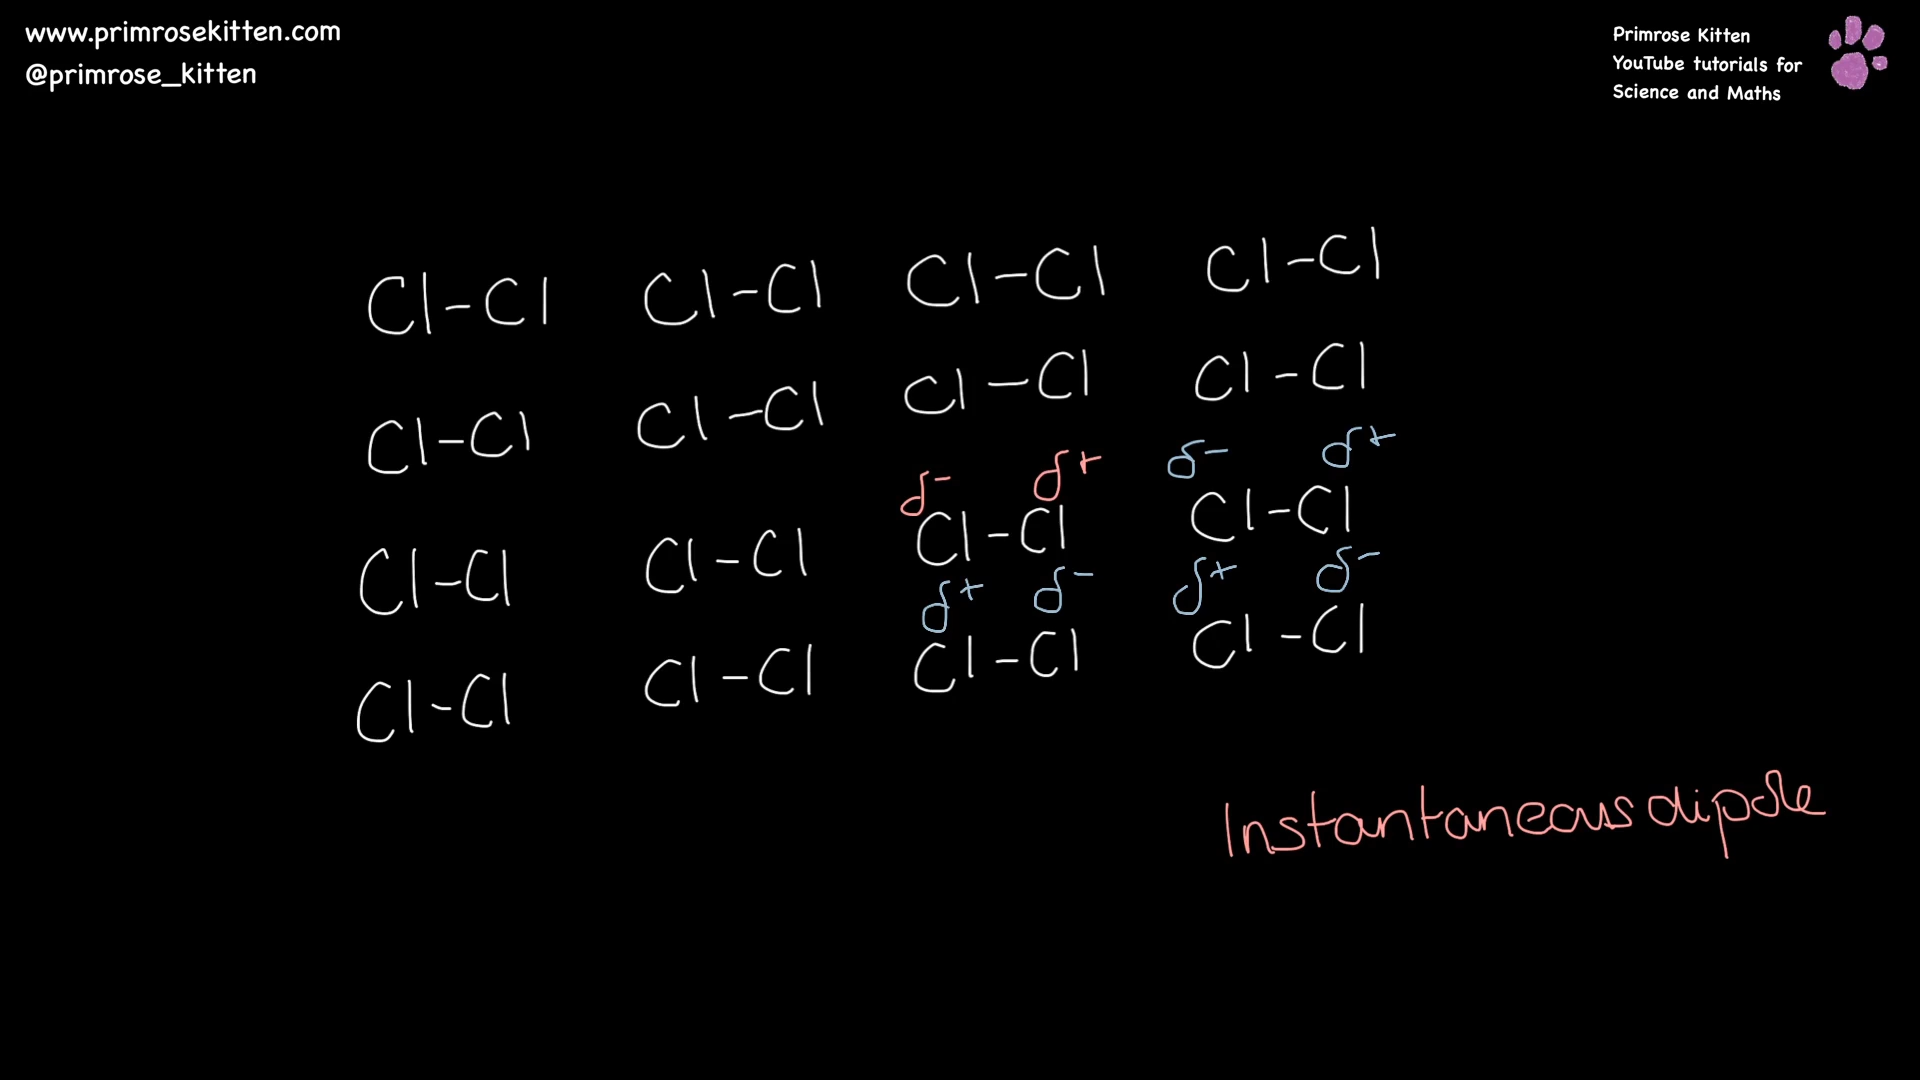 www.primrosekitten.com
@primrose_kitten
Primrose Kitten
YouTube tutorials for
Science and Maths
Cl-Cl Cl-Cl Cl-Cl Cl-Cl
Cl-Cl Cl-Cl Cl-Cl Cl-Cl
δ- δ+ δ- δ+
Cl-Cl Cl-Cl Cl-Cl Cl-Cl
δ+ δ- δ+ δ-
Cl-Cl Cl-Cl Cl-Cl Cl-Cl
Instantaneous dipole